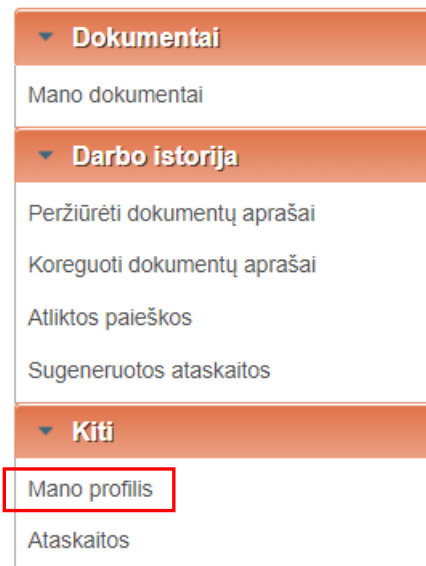 Dokumentai
Mano dokumentai
Darbo istorija
Peržiūrėti dokumentų aprašai
Koreguoti dokumentų aprašai
Atliktos paieškos
Sugeneruotos ataskaitos
Kiti
Mano profilis
Ataskaitos